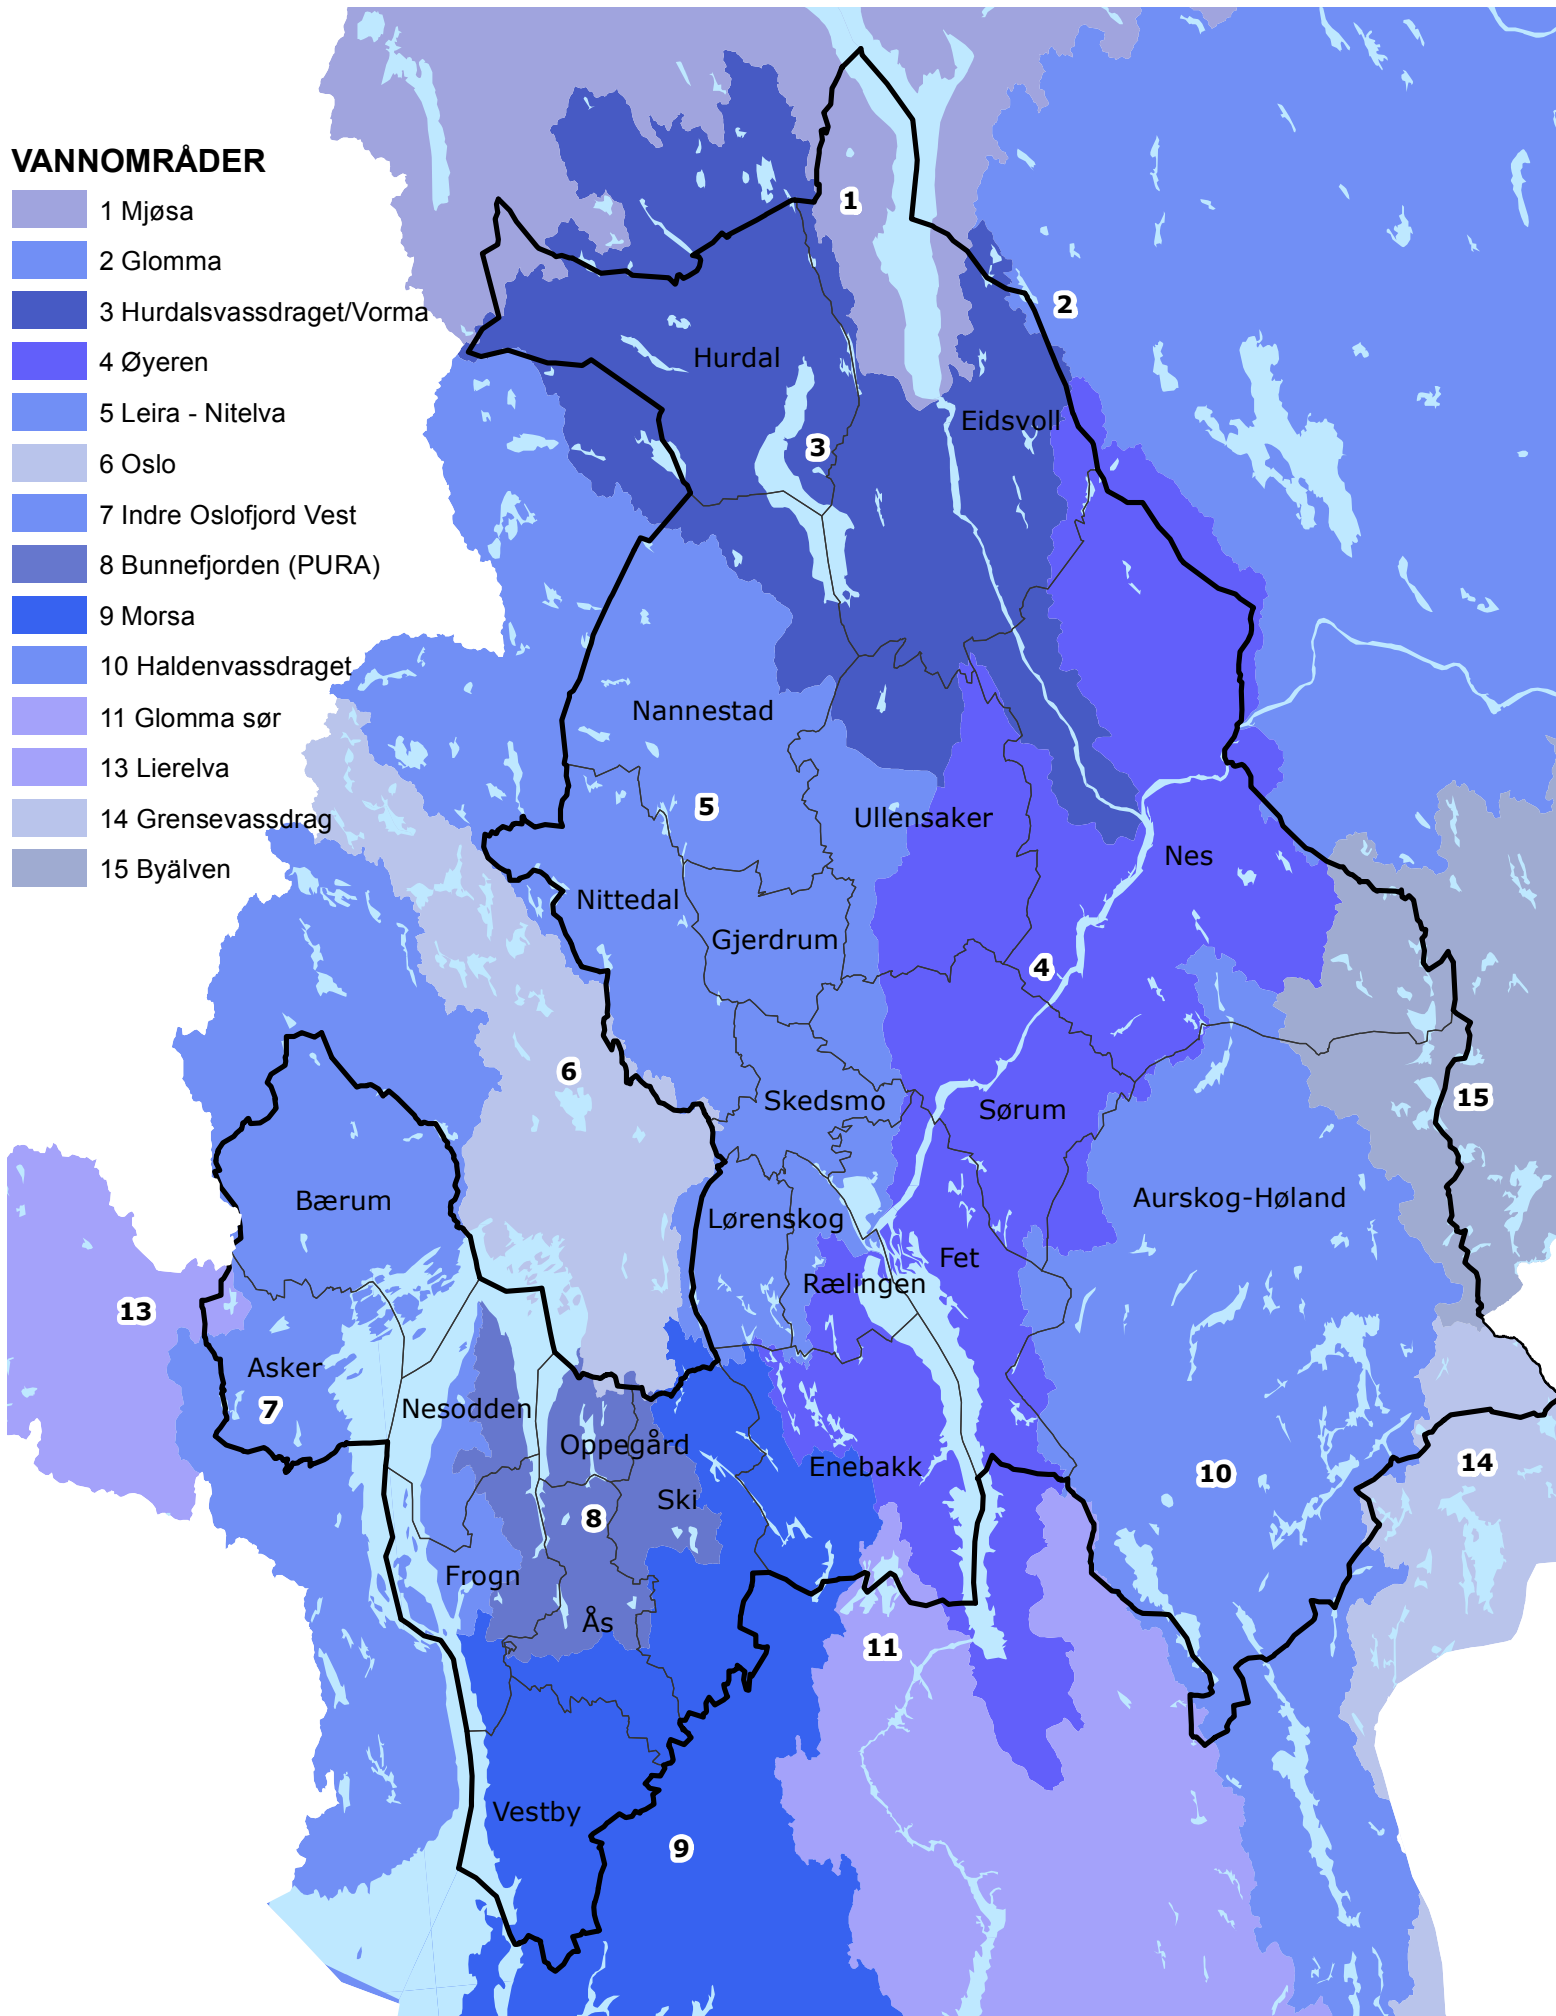 VANNOMRÅDER
1 Mjøsa
2 Glomma
3 Hurdalsvassdraget/Vorma
4 Øyeren
5 Leira - Nitelva
6 Oslo
7 Indre Oslofjord Vest
8 Bunnefjorden (PURA)
9 Morsa
10 Haldenvassdraget
11 Glomma sør
13 Lierelva
14 Grensevassdrag
15 Byälven
1
2
Hurdal
Eidsvoll
3
Nannestad
5
Ullensaker
Nes
Nittedal
Gjerdrum
4
6
Skedsmo
Sørum
15
Bærum
Aurskog-Høland
Lørenskog
Fet
Rælingen
13
Asker
7
Nesodden
Oppegård
Enebakk
14
10
Ski
8
Frogn
Ås
11
Vestby
9